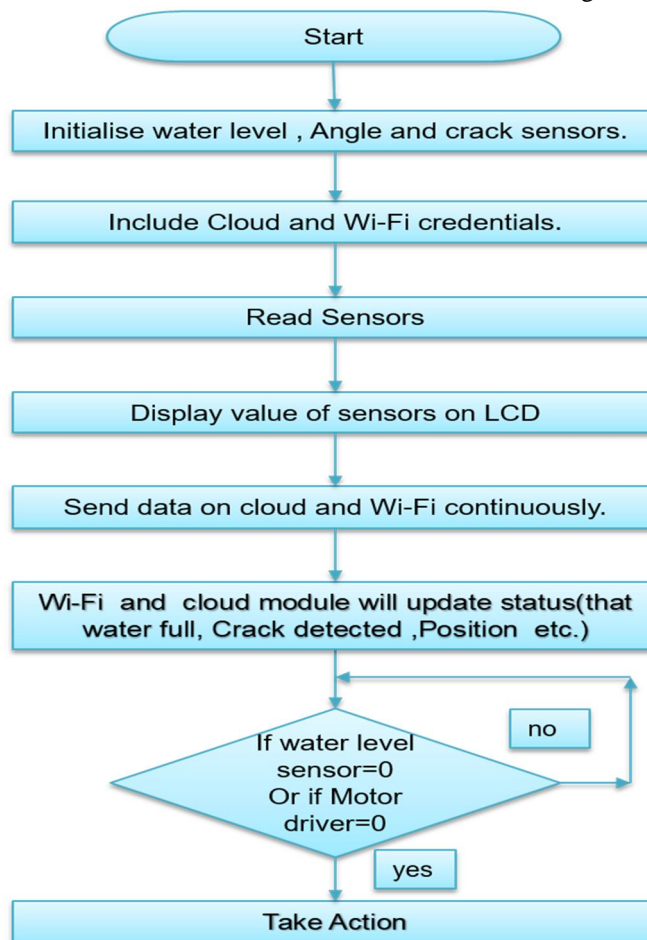 Start
Initialise water level , Angle and crack sensors.
Include Cloud and Wi-Fi credentials.
Read Sensors
Display value of sensors on LCD
Send data on cloud and Wi-Fi continuously.
Wi-Fi and cloud module will update status(that
water full, Crack detected ,Position etc.)
If water level
sensor=0
Or if Motor
driver=0
no
yes
Take Action